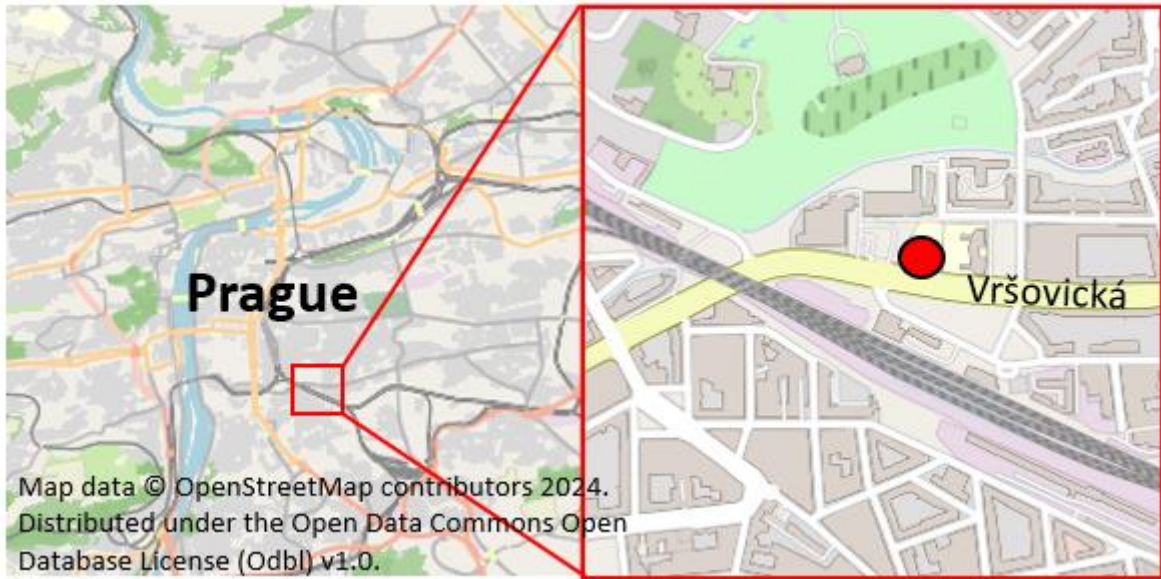 Prague
Vršovická
Map data © OpenStreetMap contributors 2024.
Distributed under the Open Data Commons Open
Database License (Odbl) v1.0.